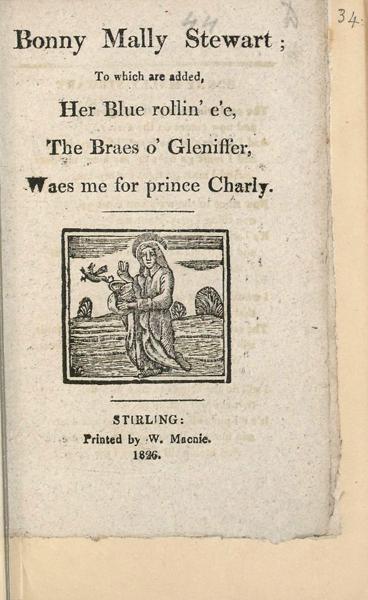 44
34.
Bonny Mally Stewart;
To which are added,
Her Blue rollin' e'e,
The Braes o' Gleniffer,
Waes me for prince Charly.
STIRLING:
Printed by W. Macnie.
1826.